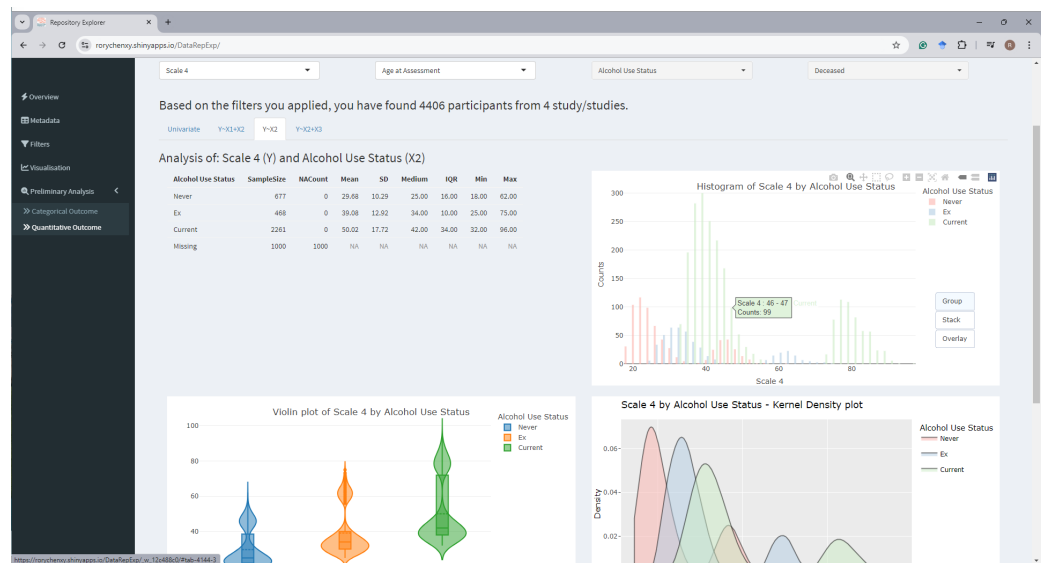 Repository Explorer
rorychenxy.shinyapps.io/DataRepExp/
Scale 4 Age at Assessment Alcohol Use Status Deceased
Overview
Metadata
Filters
Visualisation
Preliminary Analysis
Categorical Outcome
Quantitative Outcome
Based on the filters you applied, you have found 4406 participants from 4 study/studies.
Univariate Y~X1+X2 Y~X2 Y~X2+X3
Analysis of: Scale 4 (Y) and Alcohol Use Status (X2)
Alcohol Use Status SampleSize NACount Mean SD Medium IQR Min Max
Never 677 0 29.68 10.29 25.00 16.00 18.00 62.00
Ex 468 0 39.08 12.92 34.00 10.00 25.00 75.00
Current 2261 0 50.02 17.72 42.00 34.00 32.00 96.00
Missing 1000 1000 NA NA NA NA NA NA
Histogram of Scale 4 by Alcohol Use Status
Alcohol Use Status
Never
Ex
Current
300
250
200
150
100
50
0
Counts
Scale 4 : 46 - 47
Counts: 99
Current
20 40 60 80
Scale 4
Group
Stack
Overlay
Violin plot of Scale 4 by Alcohol Use Status
Alcohol Use Status
Never
Ex
Current
100
80
60
40
Scale 4 by Alcohol Use Status - Kernel Density plot
Alcohol Use Status
Never
Ex
Current
0.06
0.04
0.02
Density
https://rorychenxy.shinyapps.io/DataRepExp/_w_12c488c0/#tab-4144-3